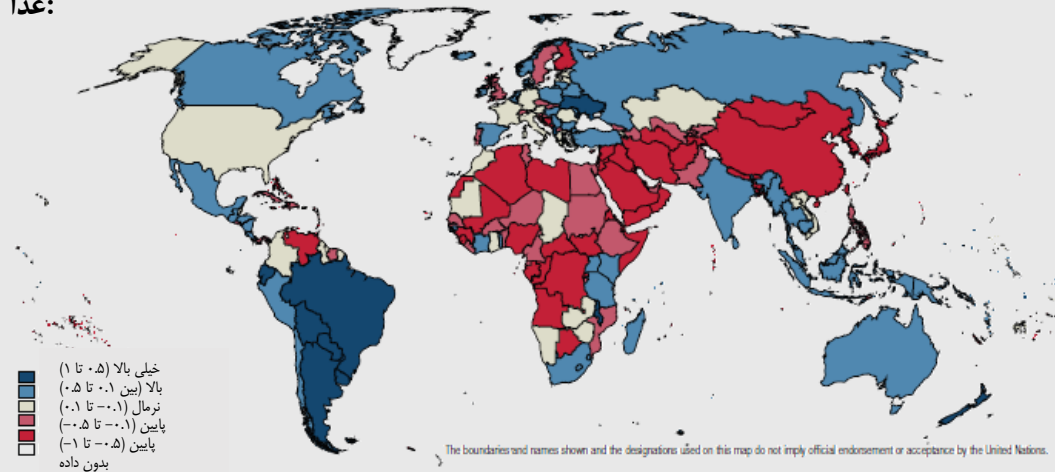 غذا:
خیلی بالا (۰.۵ تا ۱)
بالا (بین ۰.۱ تا ۰.۵)
نرمال (۰.۱− تا ۰.۱)
پایین (۰.۱− تا ۰.۵−)
پایین (۰.۵− تا ۱−)
بدون داده
The boundaries and names shown and the designations used on this map do not imply official endorsement or acceptance by the United Nations.